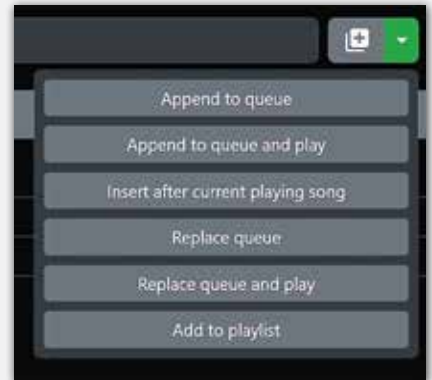 Append to queue
Append to queue and play
Insert after current playing song
Replace queue
Replace queue and play
Add to playlist